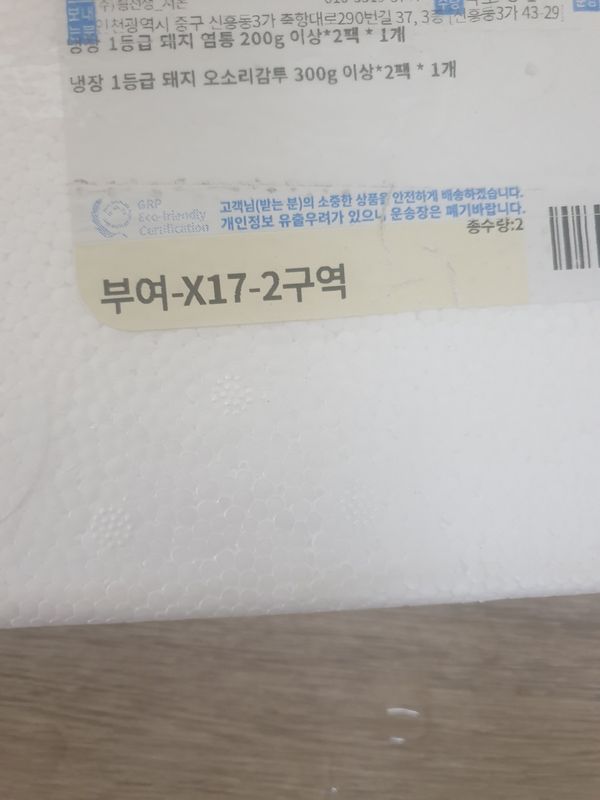 인천광역시 중구 신흥동3가 축항대로290번길 37, 3층 [신흥동3가 43-29]
냉장 1등급 돼지 염통 200g 이상*2팩 * 1개
냉장 1등급 돼지 오소리감투 300g 이상*2팩 * 1개
GRP
Eco-friendly
Certification
고객님(받는 분)의 소중한 상품을 안전하게 배송하겠습니다.
개인정보 유출우려가 있으니, 운송장은 폐기바랍니다.
총수량:2
부여-X17-2구역